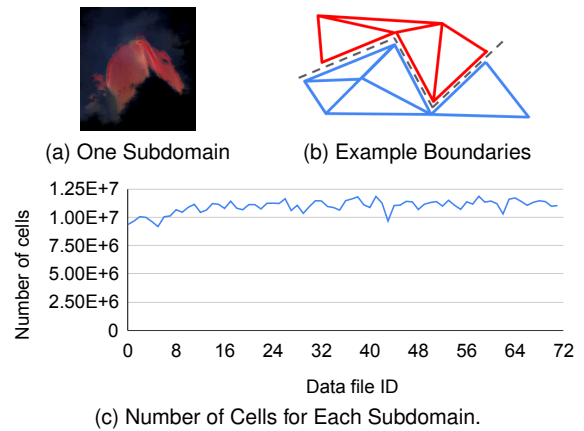 (a) One Subdomain
(b) Example Boundaries
Number of cells
1.25E+7
1.00E+7
7.50E+6
5.00E+6
2.50E+6
0
0 8 16 24 32 40 48 56 64 72
Data file ID
(c) Number of Cells for Each Subdomain.